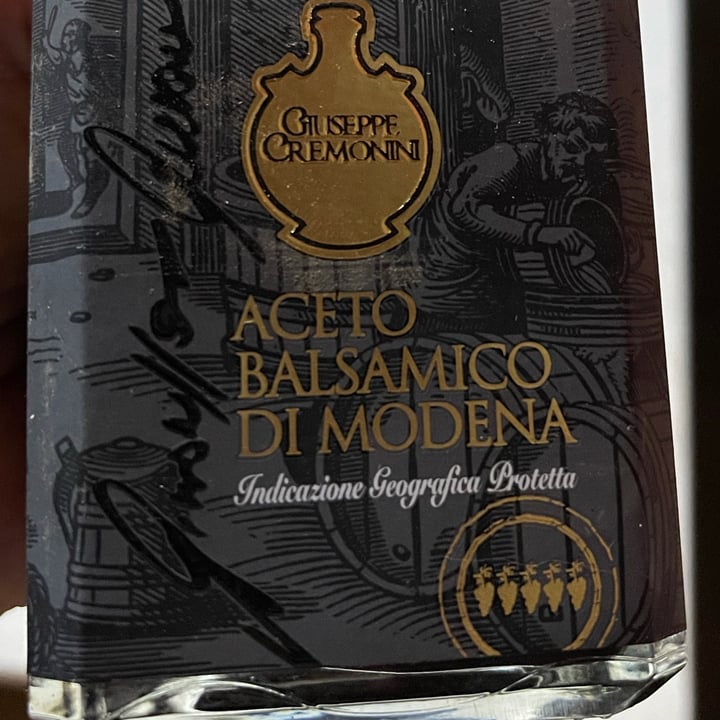 GIUSEPPE
CREMONINI
ACETO
BALSAMICO
DI MODENA
Indicazione Geografica Protetta